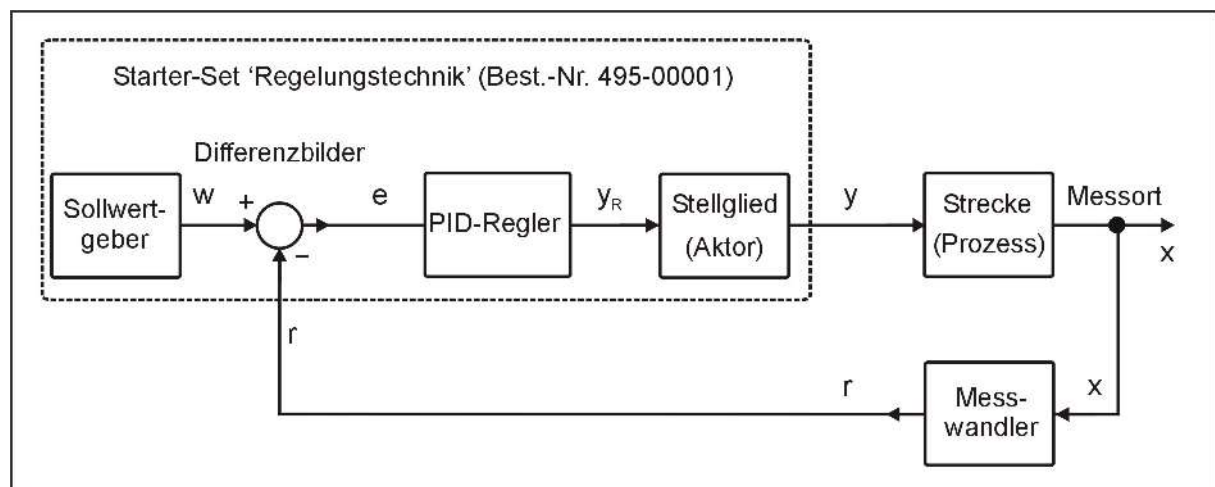 Starter-Set ‘Regelungstechnik’ (Best.-Nr. 495-00001)
Differenzbilder
Sollwert-
geber
w
+
−
e
PID-Regler
yR
Stellglied
(Aktor)
y
Strecke
(Prozess)
Messort
x
r
r
Mess-
wandler
x